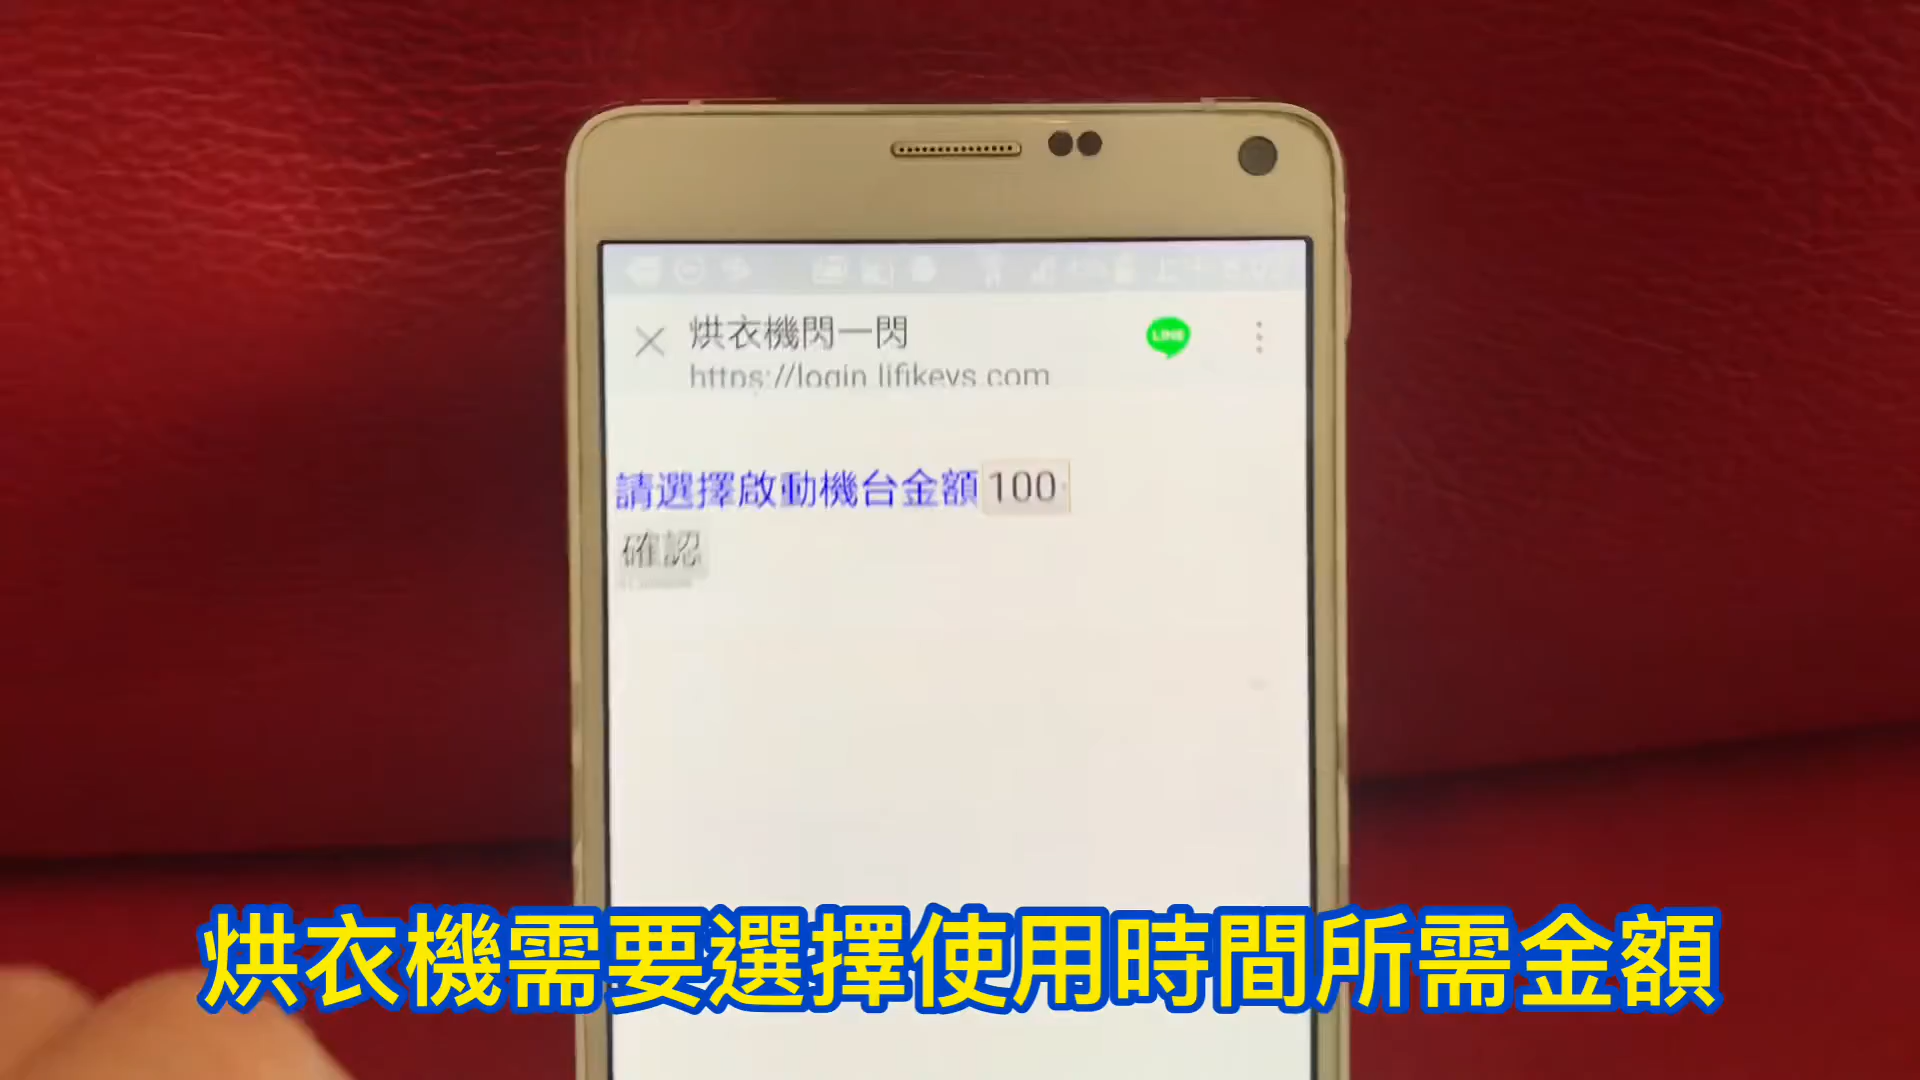 烘衣機閃一閃
LINE
https://login.lifikeys.com
請選擇啟動機台金額 100
確認
烘衣機需要選擇使用時間所需金額